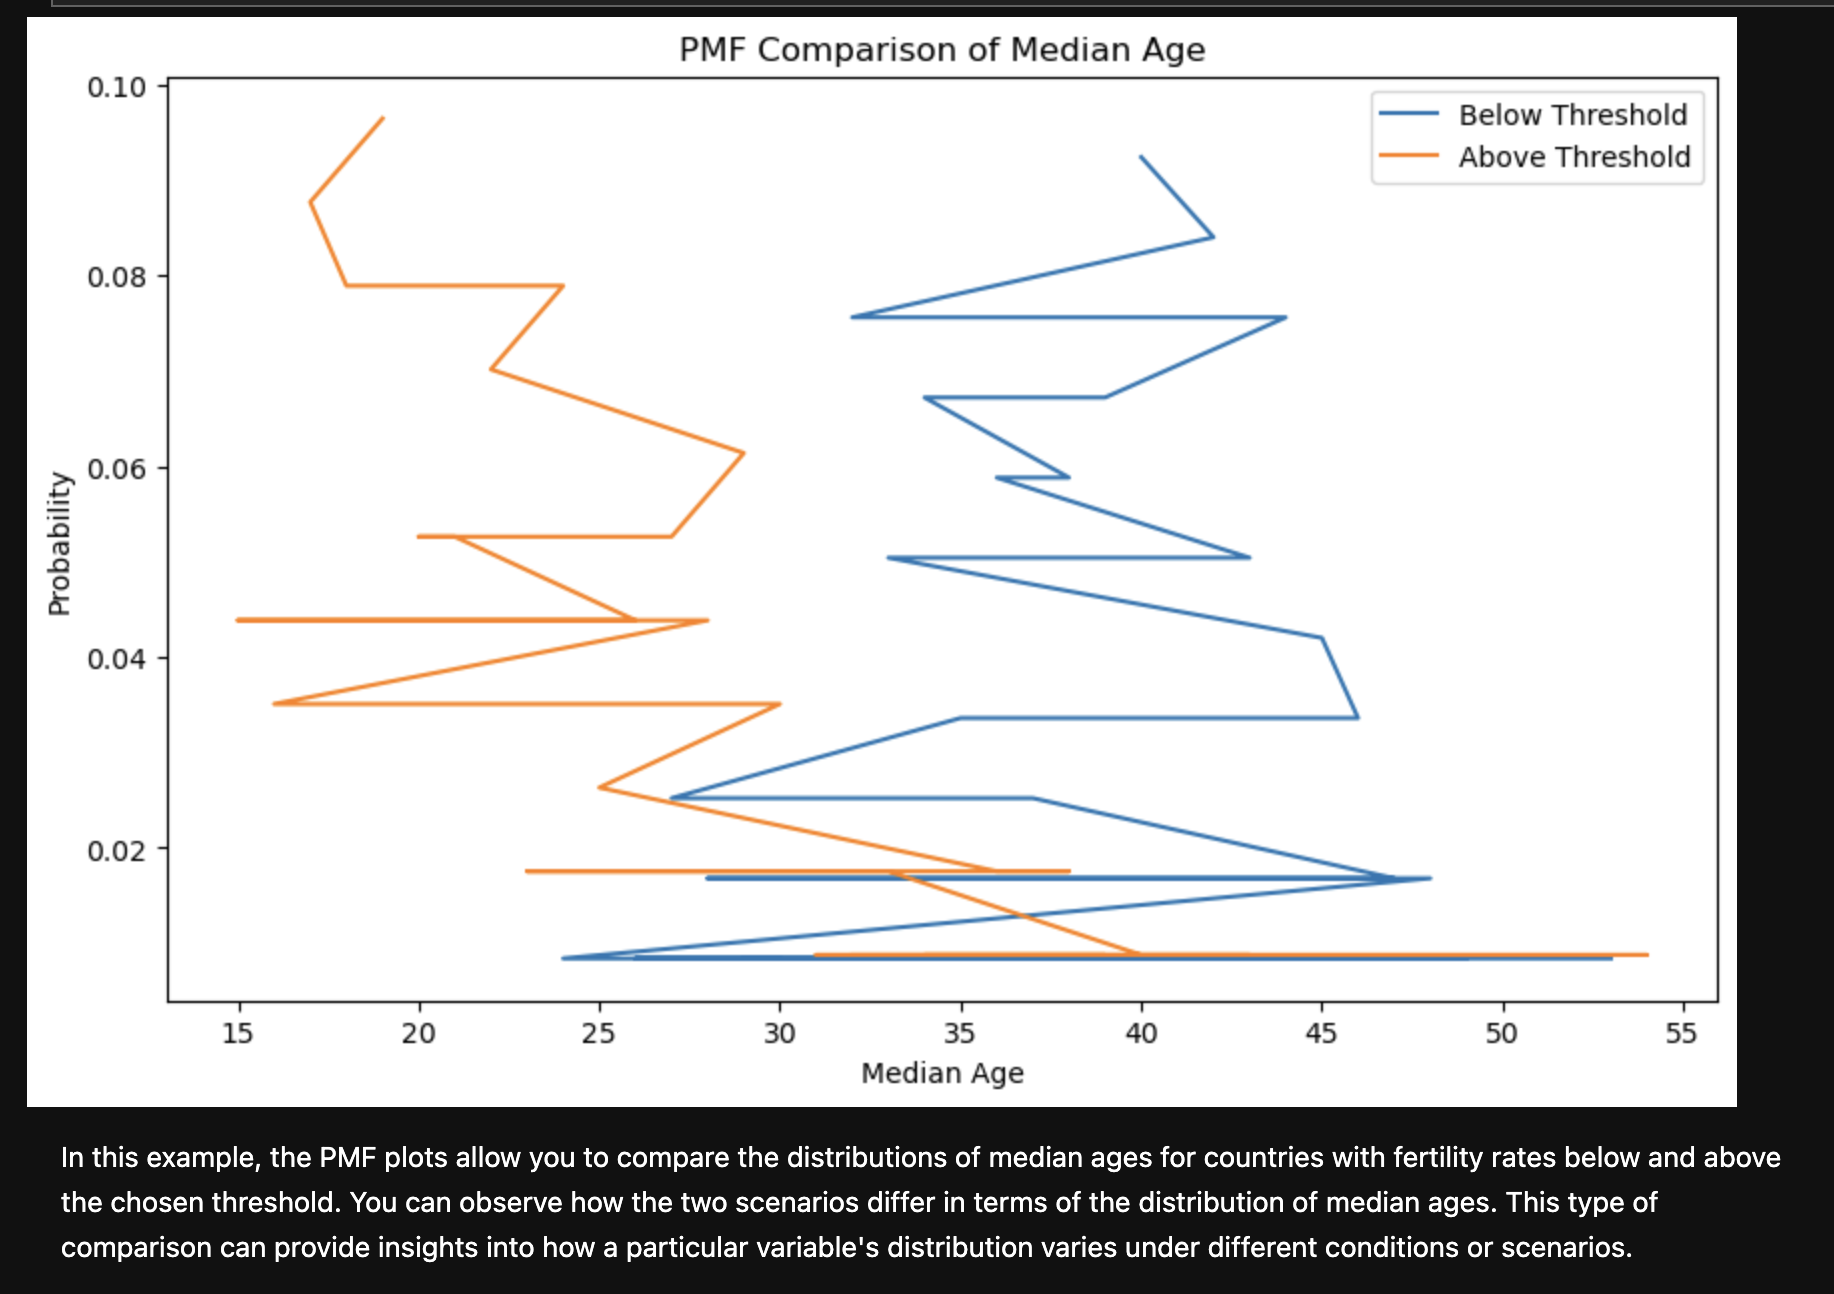 PMF Comparison of Median Age
0.10
0.08
0.06
0.04
0.02
Probability
Below Threshold
Above Threshold
15 20 25 30 35 40 45 50 55
Median Age
In this example, the PMF plots allow you to compare the distributions of median ages for countries with fertility rates below and above
the chosen threshold. You can observe how the two scenarios differ in terms of the distribution of median ages. This type of
comparison can provide insights into how a particular variable's distribution varies under different conditions or scenarios.